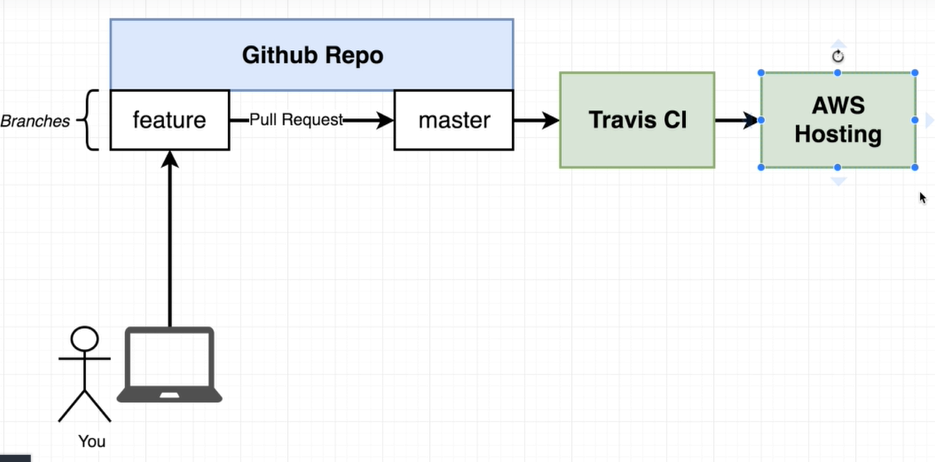 Github Repo
Branches
feature
Pull Request
master
Travis CI
AWS
Hosting
You